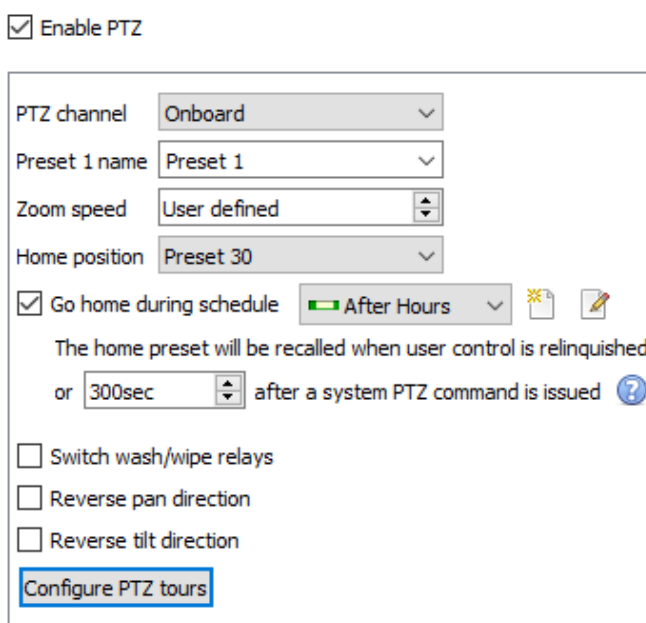 Enable PTZ
PTZ channel Onboard
Preset 1 name Preset 1
Zoom speed User defined
Home position Preset 30
Go home during schedule After Hours
The home preset will be recalled when user control is relinquished
or 300sec after a system PTZ command is issued ?
Switch wash/wipe relays
Reverse pan direction
Reverse tilt direction
Configure PTZ tours